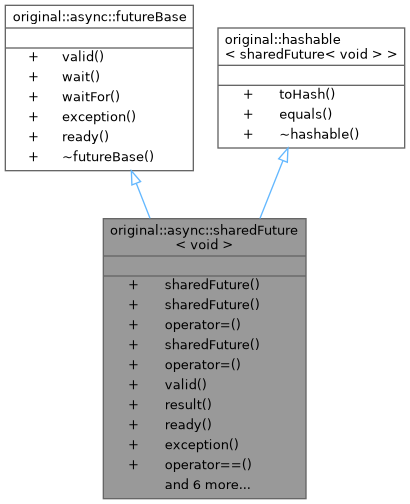 original::async::futureBase
+ valid()
+ wait()
+ waitFor()
+ exception()
+ ready()
+ ~futureBase()
original::hashable
< sharedFuture< void > >
+ toHash()
+ equals()
+ ~hashable()
original::async::sharedFuture
< void >
+ sharedFuture()
+ sharedFuture()
+ operator=()
+ sharedFuture()
+ operator=()
+ valid()
+ result()
+ ready()
+ exception()
+ operator==()
and 6 more...